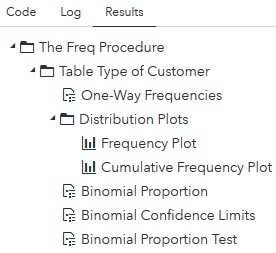 Code Log Results
The Freq Procedure
Table Type of Customer
One-Way Frequencies
Distribution Plots
Frequency Plot
Cumulative Frequency Plot
Binomial Proportion
Binomial Confidence Limits
Binomial Proportion Test